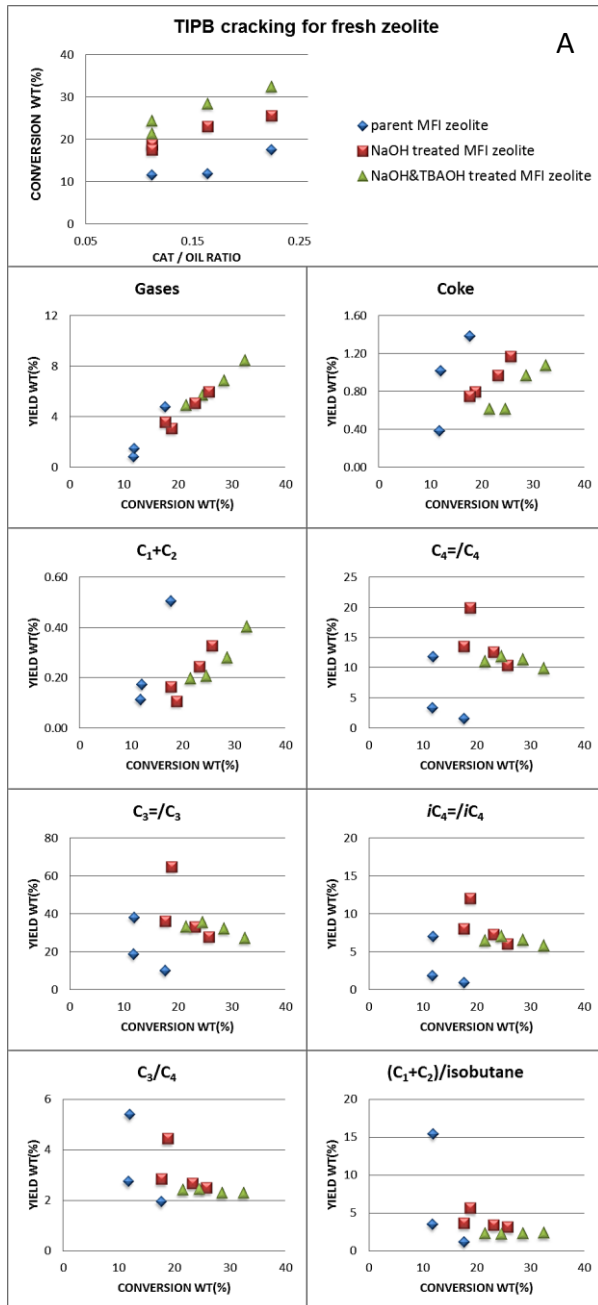 TIPB cracking for fresh zeolite
A
CONVERSION WT(%)
40
30
20
10
0
0.05
0.15
0.25
CAT / OIL RATIO
parent MFI zeolite
NaOH treated MFI zeolite
NaOH&TBAOH treated MFI zeolite
Gases
YIELD WT(%)
12
8
4
0
0
10
20
30
40
CONVERSION WT(%)
Coke
YIELD WT(%)
1.60
1.20
0.80
0.40
0.00
0
10
20
30
40
CONVERSION WT(%)
C₁+C₂
YIELD WT(%)
0.60
0.40
0.20
0.00
0
10
20
30
40
CONVERSION WT(%)
C₄=/C₄
YIELD WT(%)
25
20
15
10
5
0
0
10
20
30
40
CONVERSION WT(%)
C₃=/C₃
YIELD WT(%)
80
60
40
20
0
0
10
20
30
40
CONVERSION WT(%)
iC₄=/iC₄
YIELD WT(%)
20
15
10
5
0
0
10
20
30
40
CONVERSION WT(%)
C₃/C₄
YIELD WT(%)
6
4
2
0
0
10
20
30
40
CONVERSION WT(%)
(C₁+C₂)/isobutane
YIELD WT(%)
20
15
10
5
0
0
10
20
30
40
CONVERSION WT(%)